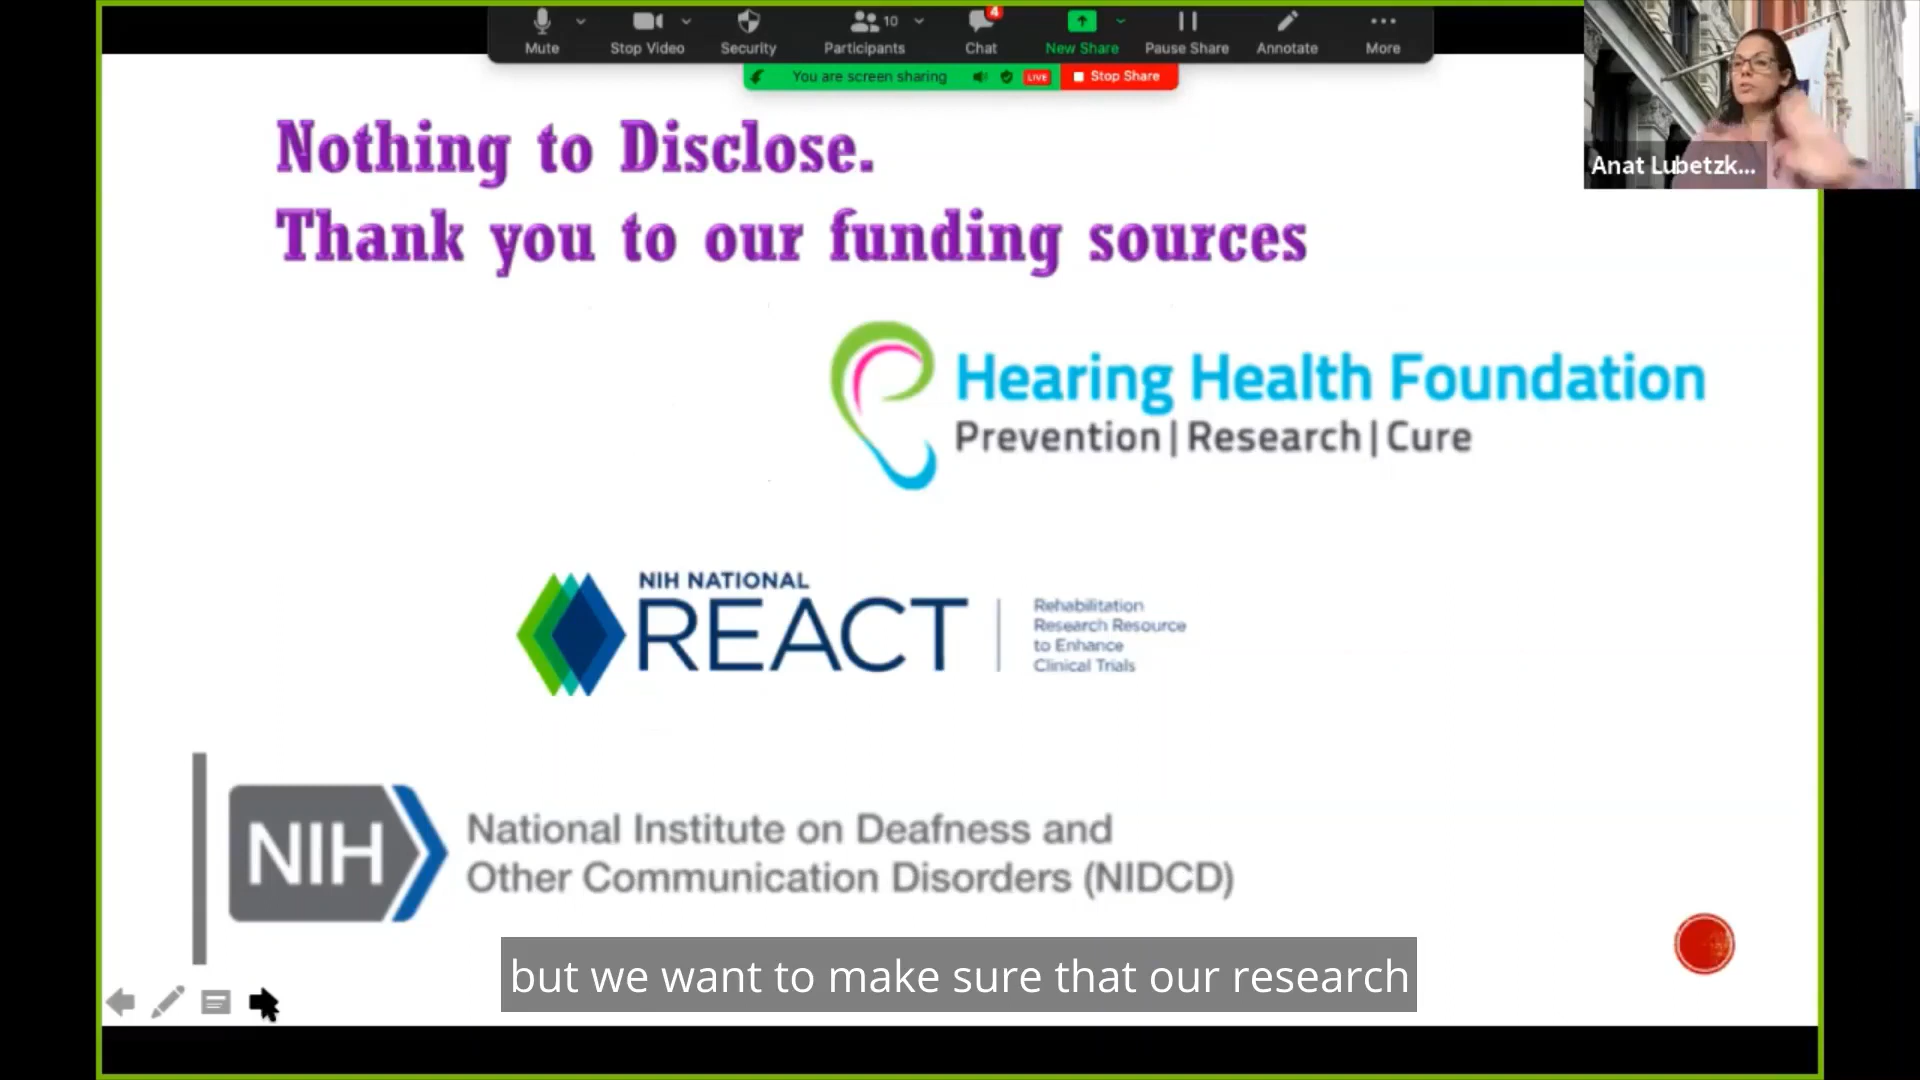 10
4
Mute
Stop Video
Security
Participants
Chat
New Share
Pause Share
Annotate
More
You are screen sharing
LIVE
Stop Share
Anat Lubetzk...
Nothing to Disclose.
Thank you to our funding sources
Hearing Health Foundation
Prevention | Research | Cure
NIH NATIONAL
REACT
Rehabilitation
Research Resource
to Enhance
Clinical Trials
NIH
National Institute on Deafness and
Other Communication Disorders (NIDCD)
but we want to make sure that our research